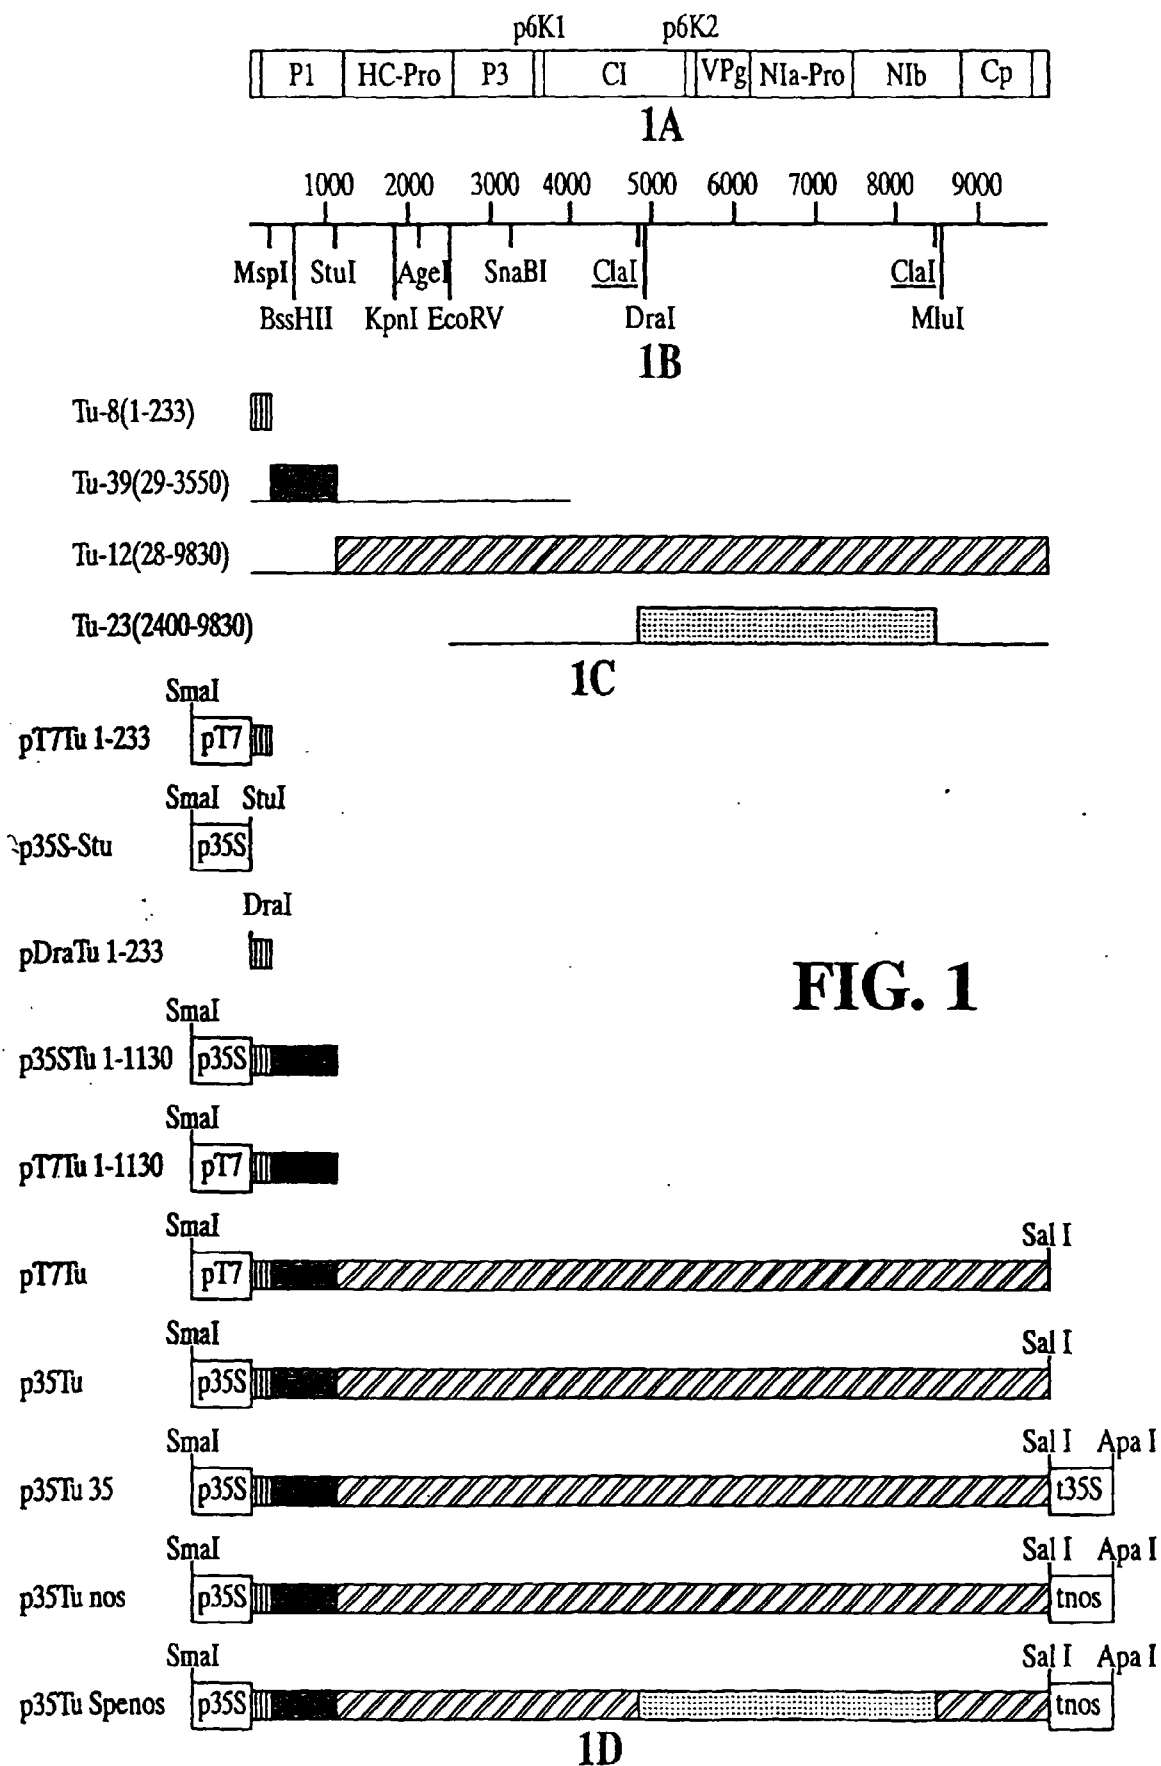 p6K1 p6K2
P1 HC-Pro P3 CI VPg NIa-Pro NIb Cp
1A
1000 2000 3000 4000 5000 6000 7000 8000 9000
MspI StuI AgeI SnaBI ClaI ClaI
BssHII KpnI EcoRV DraI MluI
1B
Tu-8(1-233)
Tu-39(29-3550)
Tu-12(28-9830)
Tu-23(2400-9830)
1C
SmaI
pT7Tu 1-233 pT7
SmaI StuI
p35S-Stu p35S
DraI
pDraTu 1-233
FIG. 1
SmaI
p35STu 1-1130 p35S
SmaI
pT7Tu 1-1130 pT7
SmaI Sal I
pT7Tu pT7
SmaI Sal I
p35Tu p35S
SmaI Sal I Apa I
p35Tu 35 p35S t35S
SmaI Sal I Apa I
p35Tu nos p35S tnos
SmaI Sal I Apa I
p35Tu Spenos p35S tnos
1D